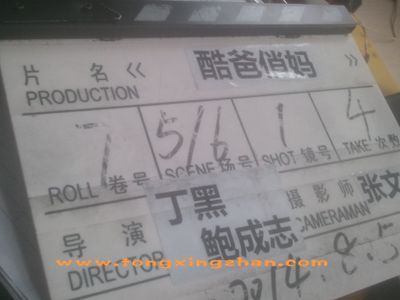 片 名 《 酷爸俏妈 》
PRODUCTION
7 5/6 1 4
ROLL 卷号 SCENE 场号 SHOT 镜号 TAKE 次数
导 演 丁黑 摄影师 张文
DIRECTOR 鲍成志 CAMERAMAN
www.tongxingzhan.com